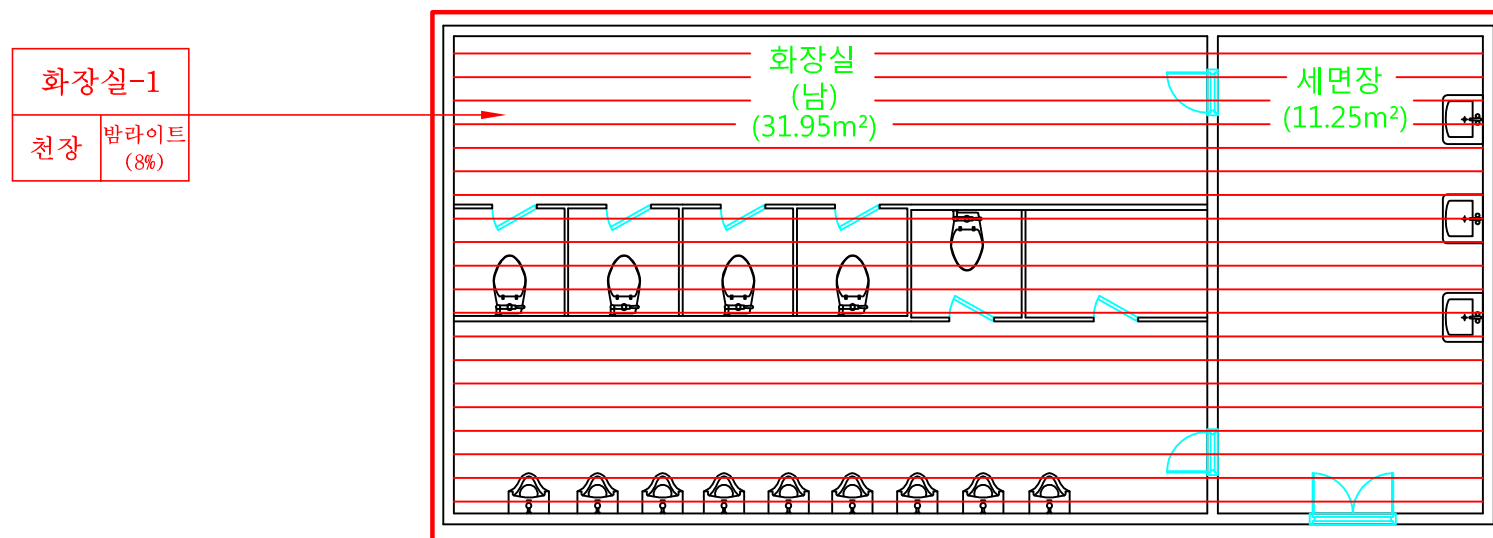 화장실-1
천장
밤라이트
(8%)
화장실
(남)
(31.95m²)
세면장
(11.25m²)